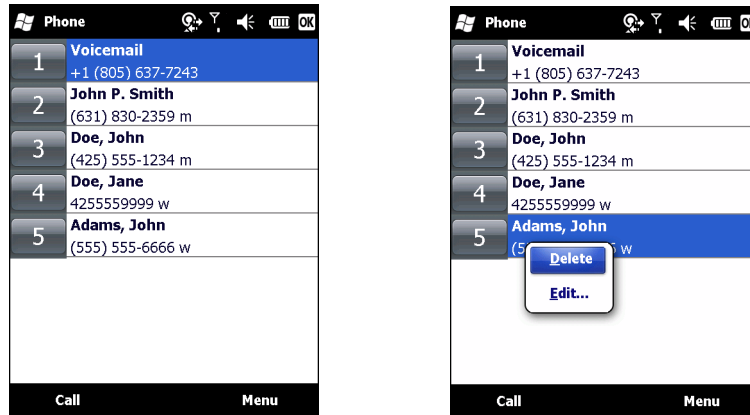 Phone OK
1 Voicemail
+1 (805) 637-7243
2 John P. Smith
(631) 830-2359 m
3 Doe, John
(425) 555-1234 m
4 Doe, Jane
4255559999 w
5 Adams, John
(555) 555-6666 w
Call Menu
Phone
1 Voicemail
+1 (805) 637-7243
2 John P. Smith
(631) 830-2359 m
3 Doe, John
(425) 555-1234 m
4 Doe, Jane
4255559999 w
5 Adams, John
w
Delete
Edit...
Call Menu